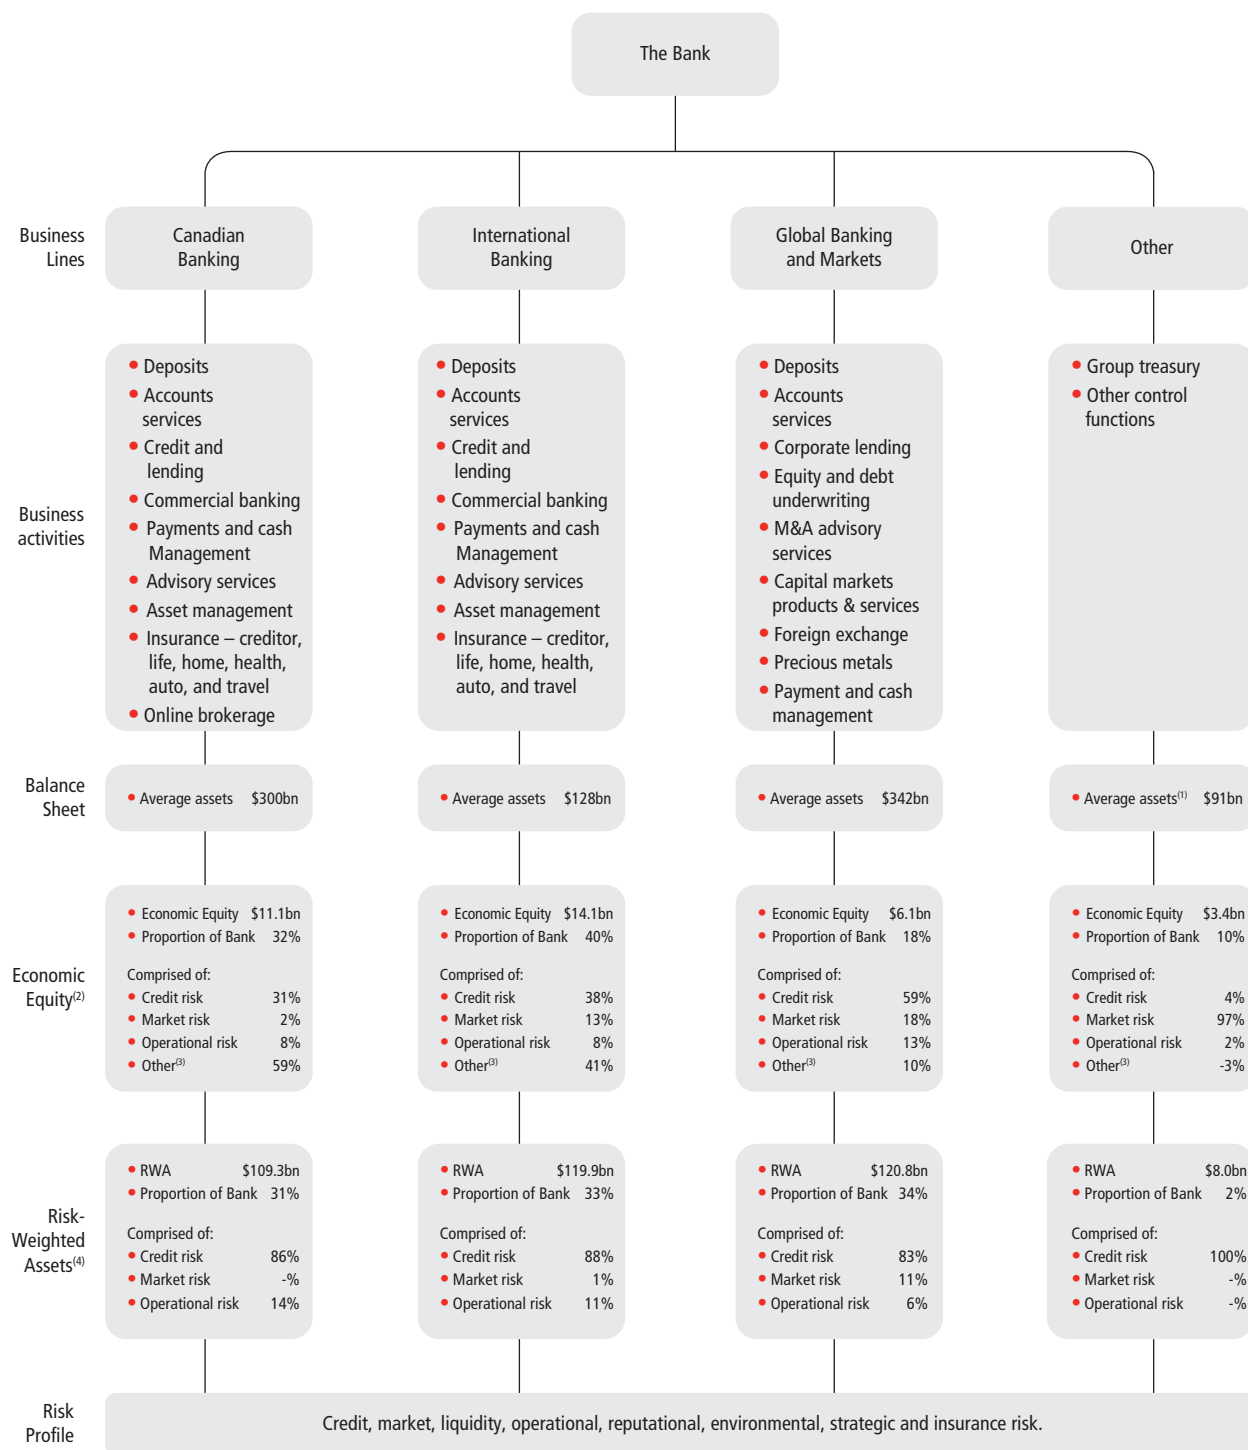 The Bank
Business
Lines
Canadian
Banking
International
Banking
Global Banking
and Markets
Other
Business
activities
• Deposits
• Accounts
services
• Credit and
lending
• Commercial banking
• Payments and cash
Management
• Advisory services
• Asset management
• Insurance – creditor,
life, home, health,
auto, and travel
• Online brokerage
• Deposits
• Accounts
services
• Credit and
lending
• Commercial banking
• Payments and cash
Management
• Advisory services
• Asset management
• Insurance – creditor,
life, home, health,
auto, and travel
• Deposits
• Accounts
services
• Corporate lending
• Equity and debt
underwriting
• M&A advisory
services
• Capital markets
products & services
• Foreign exchange
• Precious metals
• Payment and cash
management
• Group treasury
• Other control
functions
Balance
Sheet
• Average assets $300bn
• Average assets $128bn
• Average assets $342bn
• Average assets(1) $91bn
Economic
Equity(2)
• Economic Equity $11.1bn
• Proportion of Bank 32%
Comprised of:
• Credit risk 31%
• Market risk 2%
• Operational risk 8%
• Other(3) 59%
• Economic Equity $14.1bn
• Proportion of Bank 40%
Comprised of:
• Credit risk 38%
• Market risk 13%
• Operational risk 8%
• Other(3) 41%
• Economic Equity $6.1bn
• Proportion of Bank 18%
Comprised of:
• Credit risk 59%
• Market risk 18%
• Operational risk 13%
• Other(3) 10%
• Economic Equity $3.4bn
• Proportion of Bank 10%
Comprised of:
• Credit risk 4%
• Market risk 97%
• Operational risk 2%
• Other(3) -3%
Risk-
Weighted
Assets(4)
• RWA $109.3bn
• Proportion of Bank 31%
Comprised of:
• Credit risk 86%
• Market risk -%
• Operational risk 14%
• RWA $119.9bn
• Proportion of Bank 33%
Comprised of:
• Credit risk 88%
• Market risk 1%
• Operational risk 11%
• RWA $120.8bn
• Proportion of Bank 34%
Comprised of:
• Credit risk 83%
• Market risk 11%
• Operational risk 6%
• RWA $8.0bn
• Proportion of Bank 2%
Comprised of:
• Credit risk 100%
• Market risk -%
• Operational risk -%
Risk
Profile
Credit, market, liquidity, operational, reputational, environmental, strategic and insurance risk.